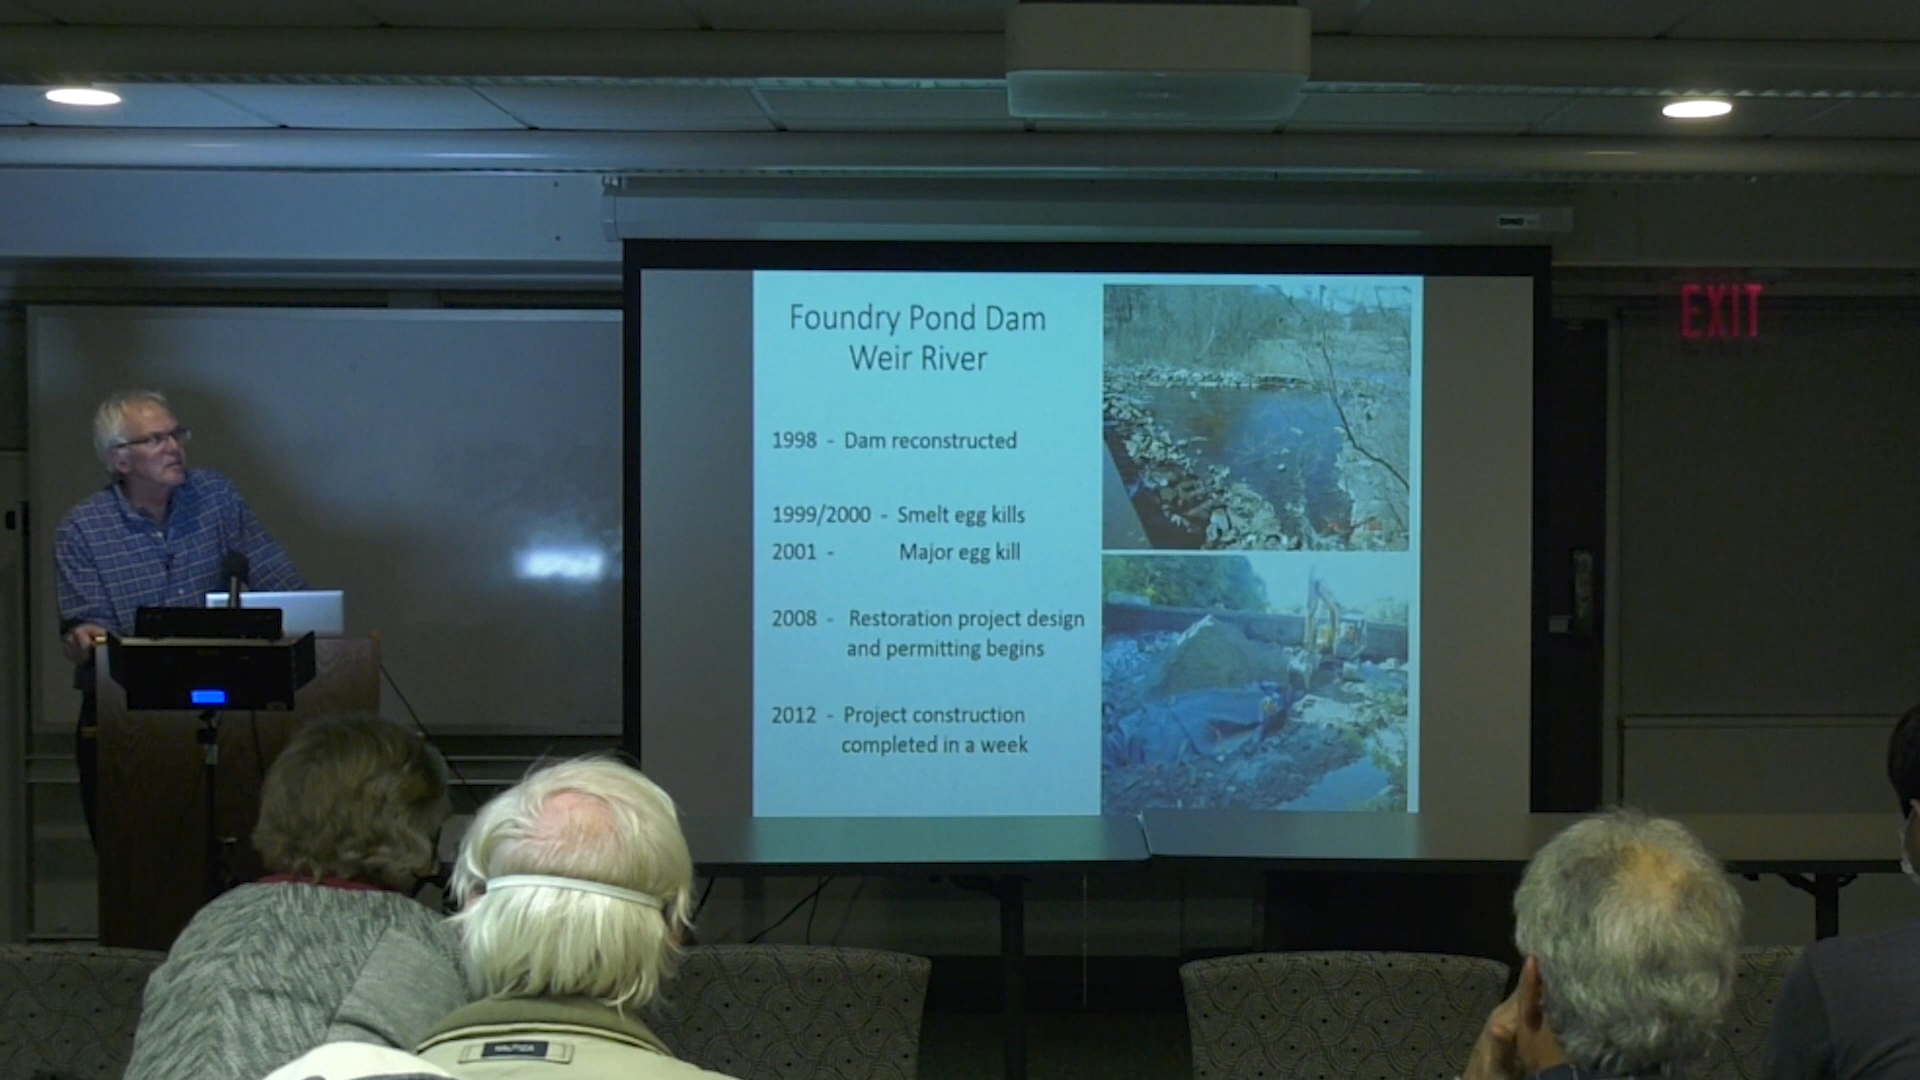 Foundry Pond Dam
Weir River
1998 - Dam reconstructed
1999/2000 - Smelt egg kills
2001 - Major egg kill
2008 - Restoration project design
and permitting begins
2012 - Project construction
completed in a week
EXIT
NAUTICA